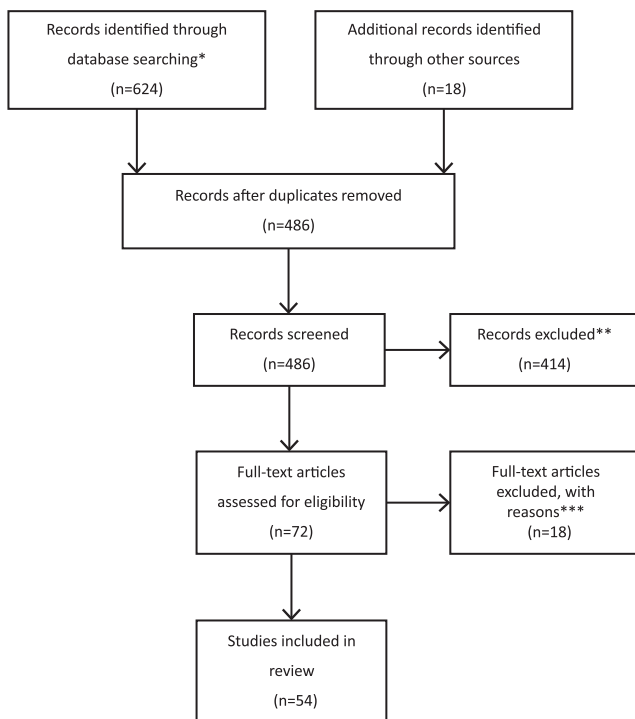 Records identified through
database searching*
(n=624)
Additional records identified
through other sources
(n=18)
Records after duplicates removed
(n=486)
Records screened
(n=486)
Records excluded**
(n=414)
Full-text articles
assessed for eligibility
(n=72)
Full-text articles
excluded, with
reasons***
(n=18)
Studies included in
review
(n=54)